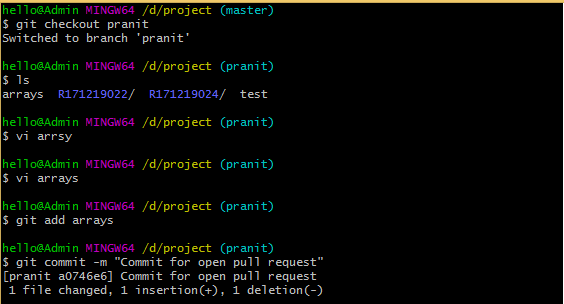 hello@Admin MINGW64 /d/project (master)
$ git checkout pranit
Switched to branch 'pranit'
hello@Admin MINGW64 /d/project (pranit)
$ ls
arrays  R171219022/  R171219024/  test
hello@Admin MINGW64 /d/project (pranit)
$ vi arrsy
hello@Admin MINGW64 /d/project (pranit)
$ vi arrays
hello@Admin MINGW64 /d/project (pranit)
$ git add arrays
hello@Admin MINGW64 /d/project (pranit)
$ git commit -m "Commit for open pull request"
[pranit a0746e6] Commit for open pull request
 1 file changed, 1 insertion(+), 1 deletion(-)